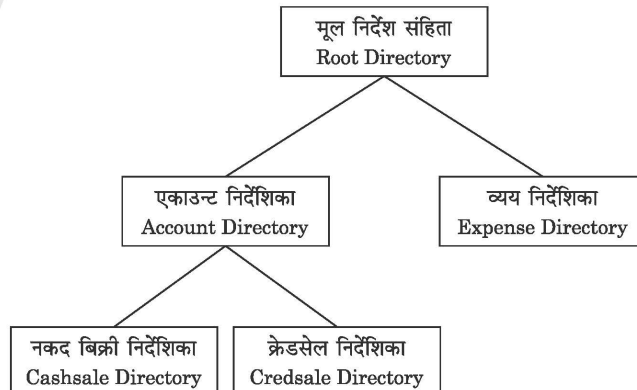 मूल निर्देश संहिता
Root Directory
एकाउन्ट निर्देशिका
Account Directory
व्यय निर्देशिका
Expense Directory
नकद बिक्री निर्देशिका
Cashsale Directory
क्रेडसेल निर्देशिका
Credsale Directory